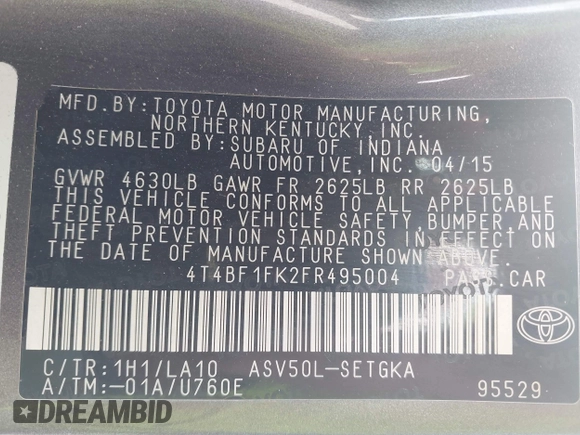 MFD.BY:TOYOTA MOTOR MANUFACTURING,
NORTHERN KENTUCKY,INC.
ASSEMBLED BY:SUBARU OF INDIANA
AUTOMOTIVE,INC. 04/15
GVWR 4630LB GAWR FR 2625LB RR 2625LB
THIS VEHICLE CONFORMS TO ALL APPLICABLE
FEDERAL MOTOR VEHICLE SAFETY,BUMPER,AND
THEFT PREVENTION STANDARDS IN EFFECT ON
THE DATE OF MANUFACTURE SHOWN ABOVE.
4T4BF1FK2FR495004 PASS.CAR
C/TR:1H1/LA10 ASV50L-SETGKA
A/TM:-01A/U760E 95529
DREAMBID